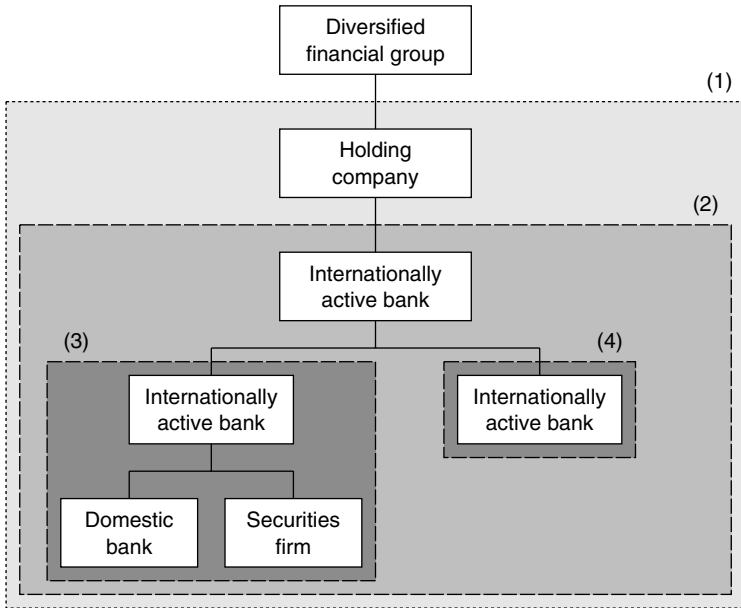 Diversified
financial group
(1)
Holding
company
(2)
Internationally
active bank
(3)
(4)
Internationally
active bank
Internationally
active bank
Domestic
bank
Securities
firm